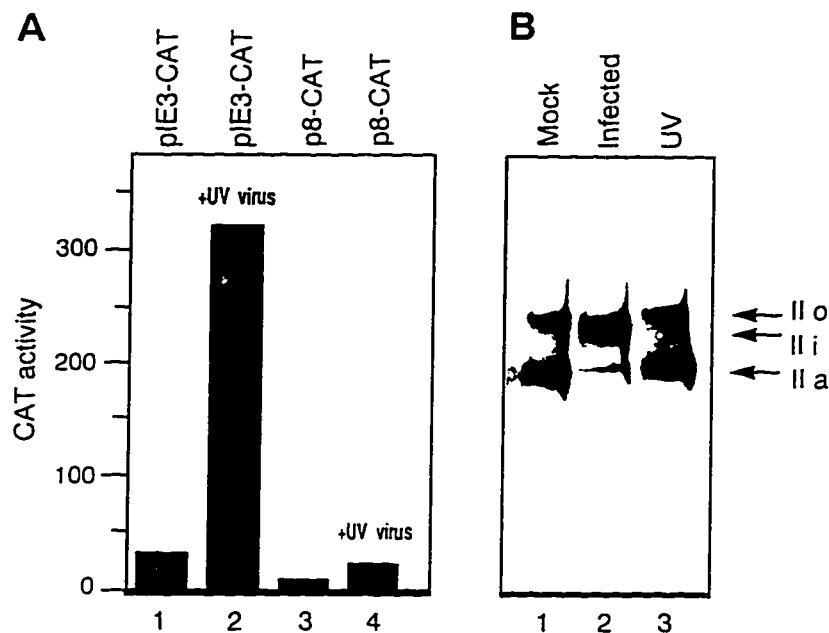 A
pIE3-CAT
pIE3-CAT
p8-CAT
p8-CAT
CAT activity
300
200
100
0
+UV virus
+UV virus
1 2 3 4
B
Mock
Infected
UV
II o
II i
II a
1 2 3